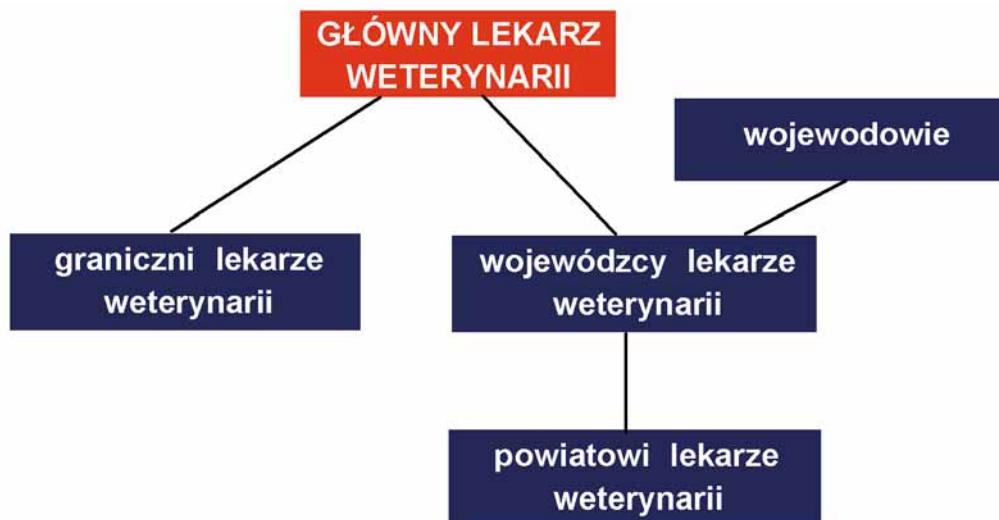 GŁÓWNY LEKARZ
WETERYNARII
wojewodowie
graniczni lekarze
weterynarii
wojewódzcy lekarze
weterynarii
powiatowi lekarze
weterynarii